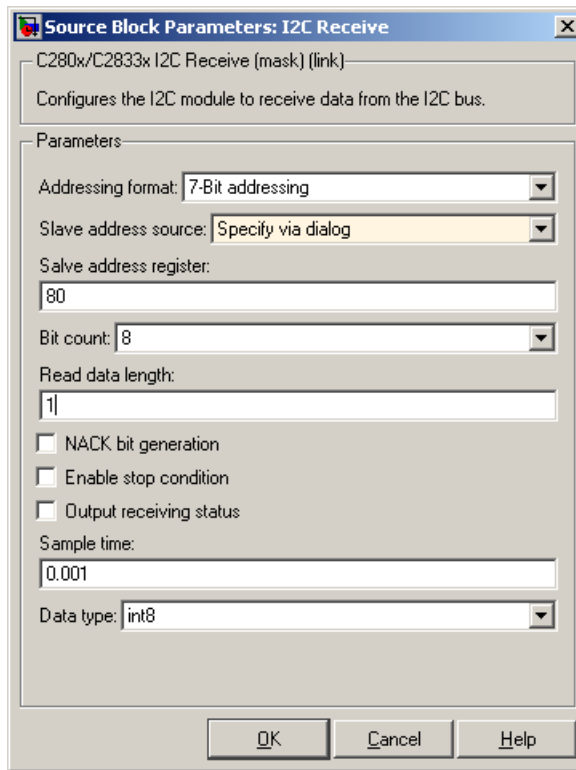 Source Block Parameters: I2C Receive
C280x/C2833x I2C Receive (mask) (link)
Configures the I2C module to receive data from the I2C bus.
Parameters
Addressing format: 7-Bit addressing
Slave address source: Specify via dialog
Salve address register:
80
Bit count: 8
Read data length:
1
NACK bit generation
Enable stop condition
Output receiving status
Sample time:
0.001
Data type: int8
OK Cancel Help